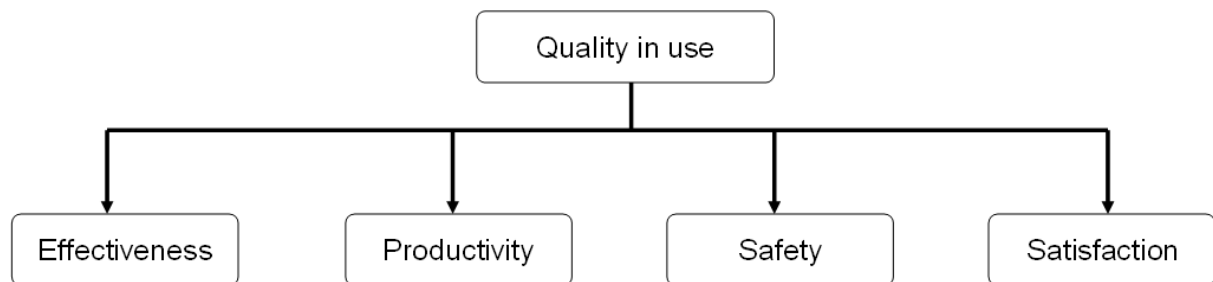 Quality in use
Effectiveness
Productivity
Safety
Satisfaction